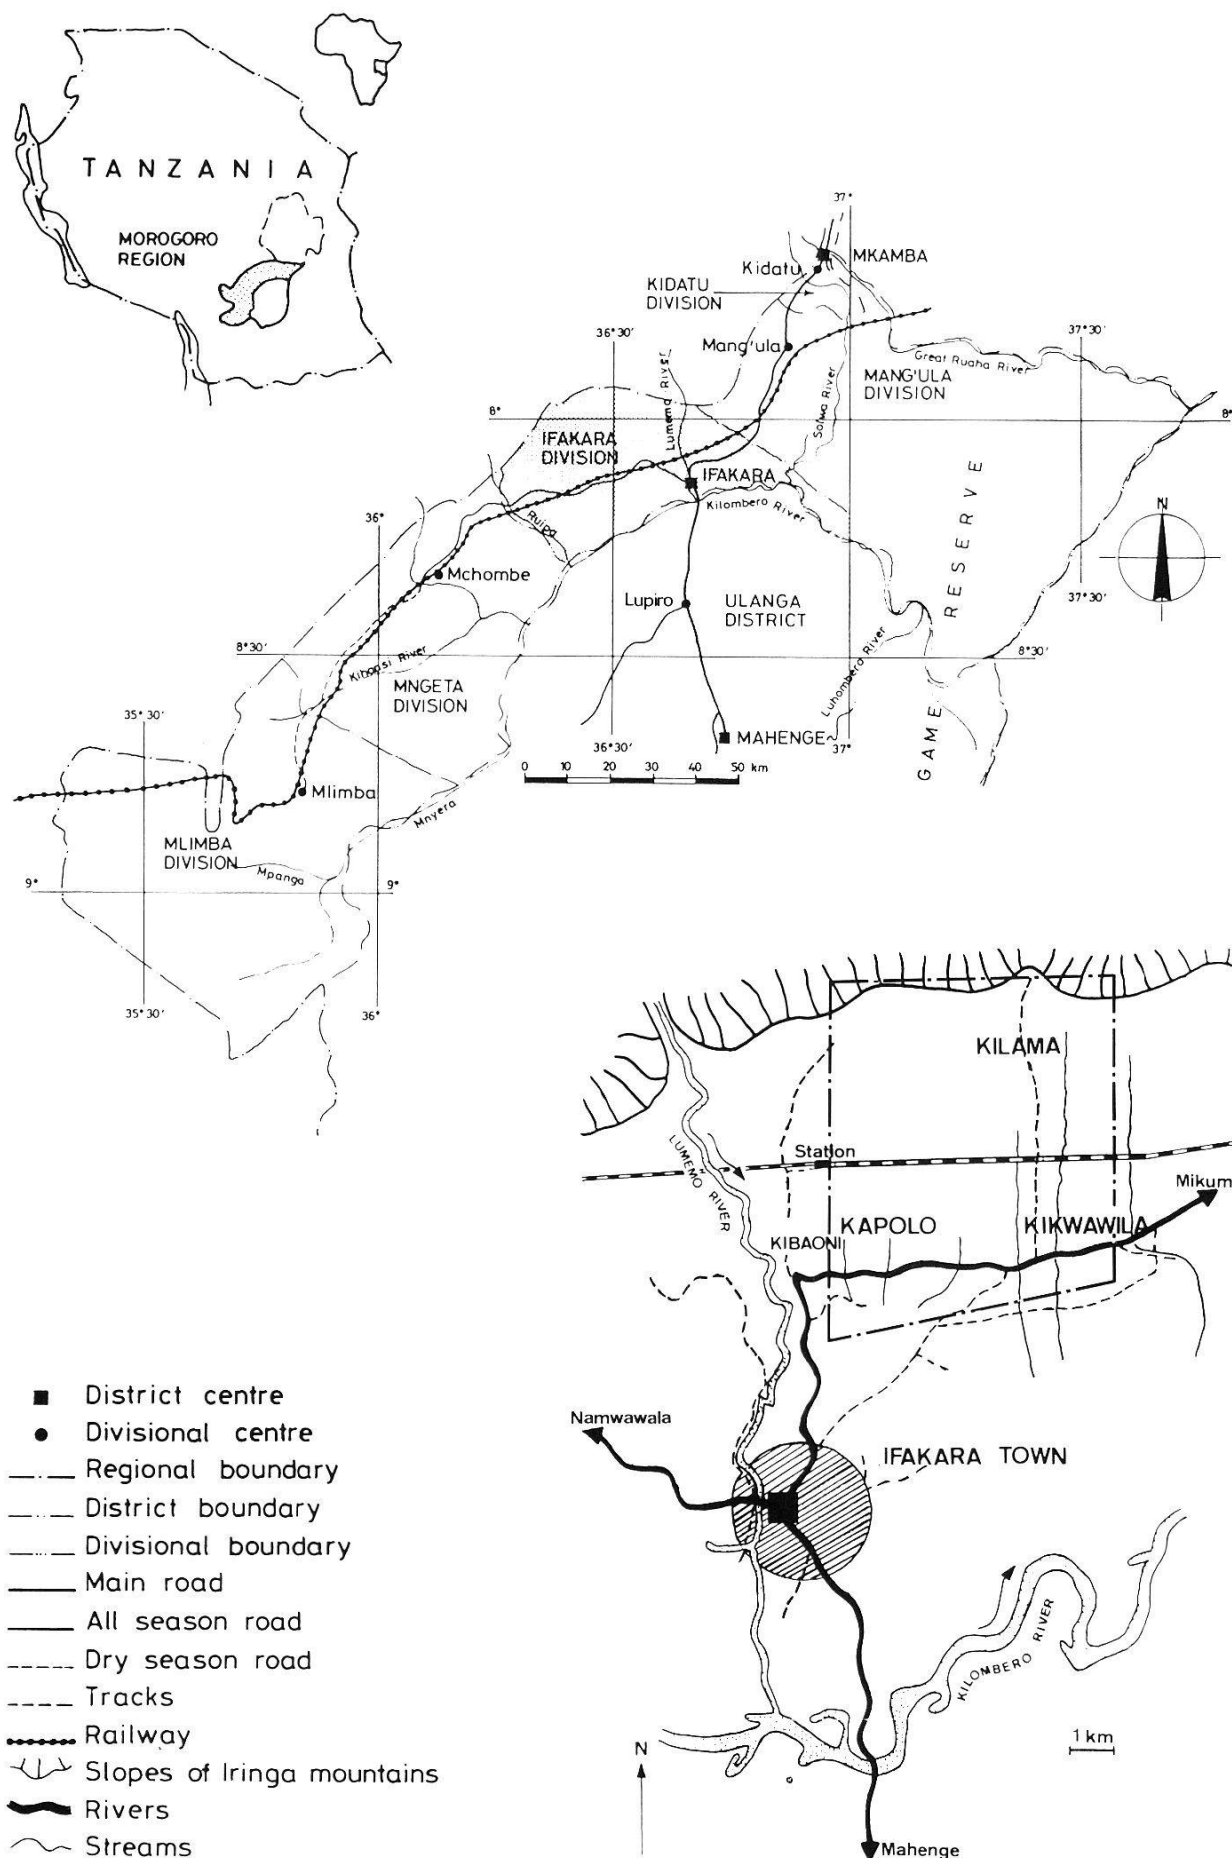 TANZANIA
MOROGORO
REGION
37°
MKAMBA
Kidatu
KIDATU
DIVISION
36°30'
37°30'
Mang'ula
Great Ruaha River
MANG'ULA
DIVISION
Lumemo River
8°
8°
IFAKARA
DIVISION
IFAKARA
Kilombero River
36°
Ruipa
N
Mchombe
GAME RESERVE
Lupiro
ULANGA
DISTRICT
37°30'
8°30'
8°30'
River
Luhombero River
MNGETA
DIVISION
35°30'
MAHENGE
36°30'
37°
0 10 20 30 40 50 km
Mlimba
Mnyera
MLIMBA
DIVISION
Mpanga
9°
9°
35°30'
36°
KILAMA
LUMEMO RIVER
Station
Mikum
KAPOLO
KIKWAWILA
KIBAONI
Namwawala
IFAKARA TOWN
KILOMBERO RIVER
1 km
N
Mahenge
District centre
Divisional centre
Regional boundary
District boundary
Divisional boundary
Main road
All season road
Dry season road
Tracks
Railway
Slopes of Iringa mountains
Rivers
Streams